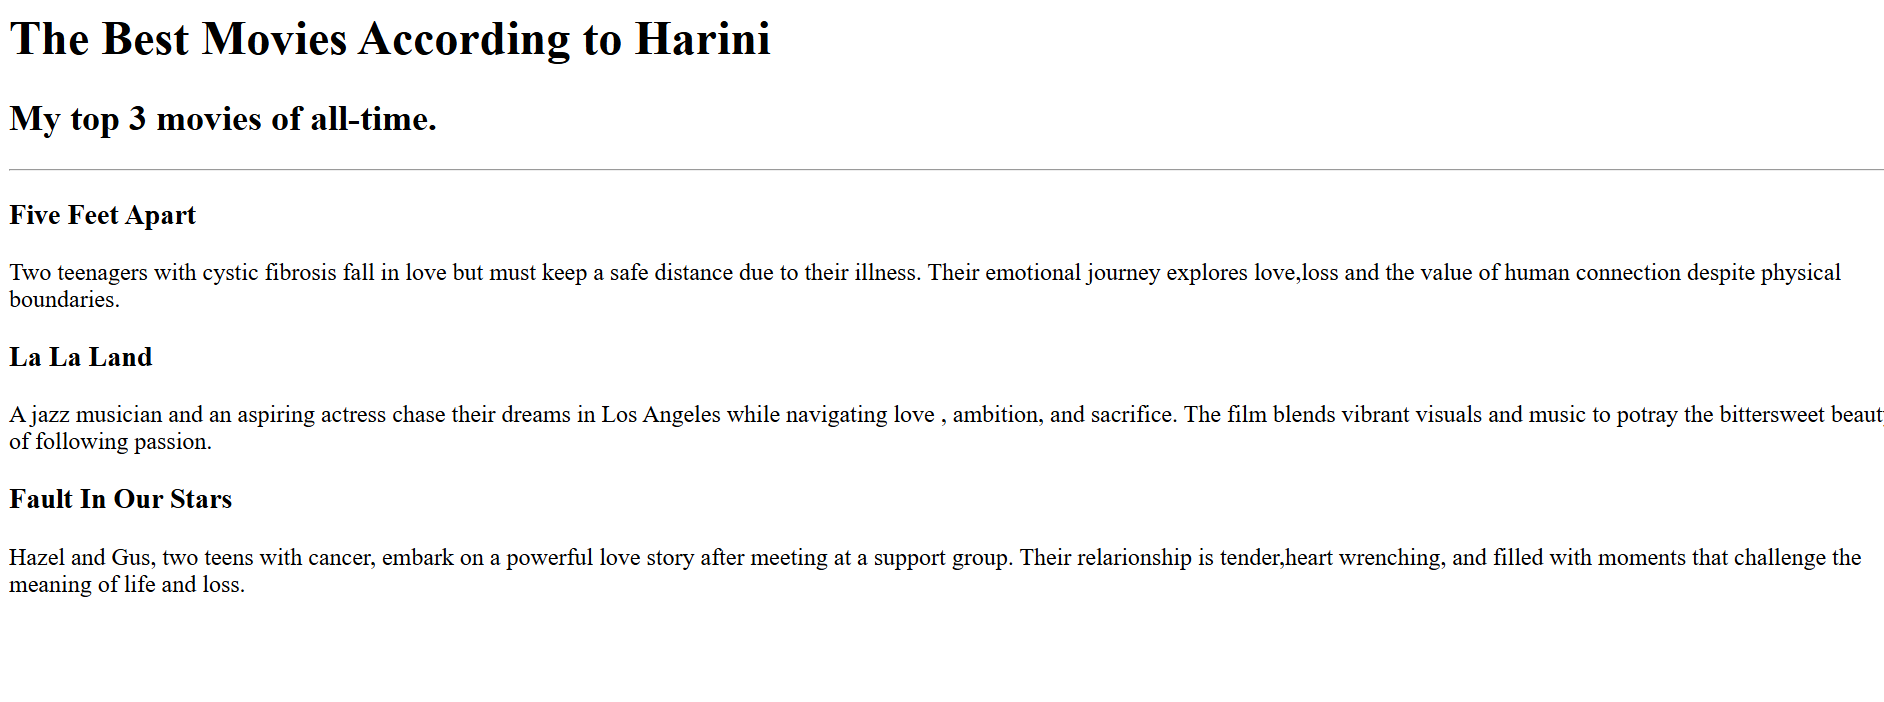 The Best Movies According to Harini
My top 3 movies of all-time.
Five Feet Apart
Two teenagers with cystic fibrosis fall in love but must keep a safe distance due to their illness. Their emotional journey explores love,loss and the value of human connection despite physical
boundaries.
La La Land
A jazz musician and an aspiring actress chase their dreams in Los Angeles while navigating love , ambition, and sacrifice. The film blends vibrant visuals and music to potray the bittersweet beauty
of following passion.
Fault In Our Stars
Hazel and Gus, two teens with cancer, embark on a powerful love story after meeting at a support group. Their relarionship is tender,heart wrenching, and filled with moments that challenge the
meaning of life and loss.